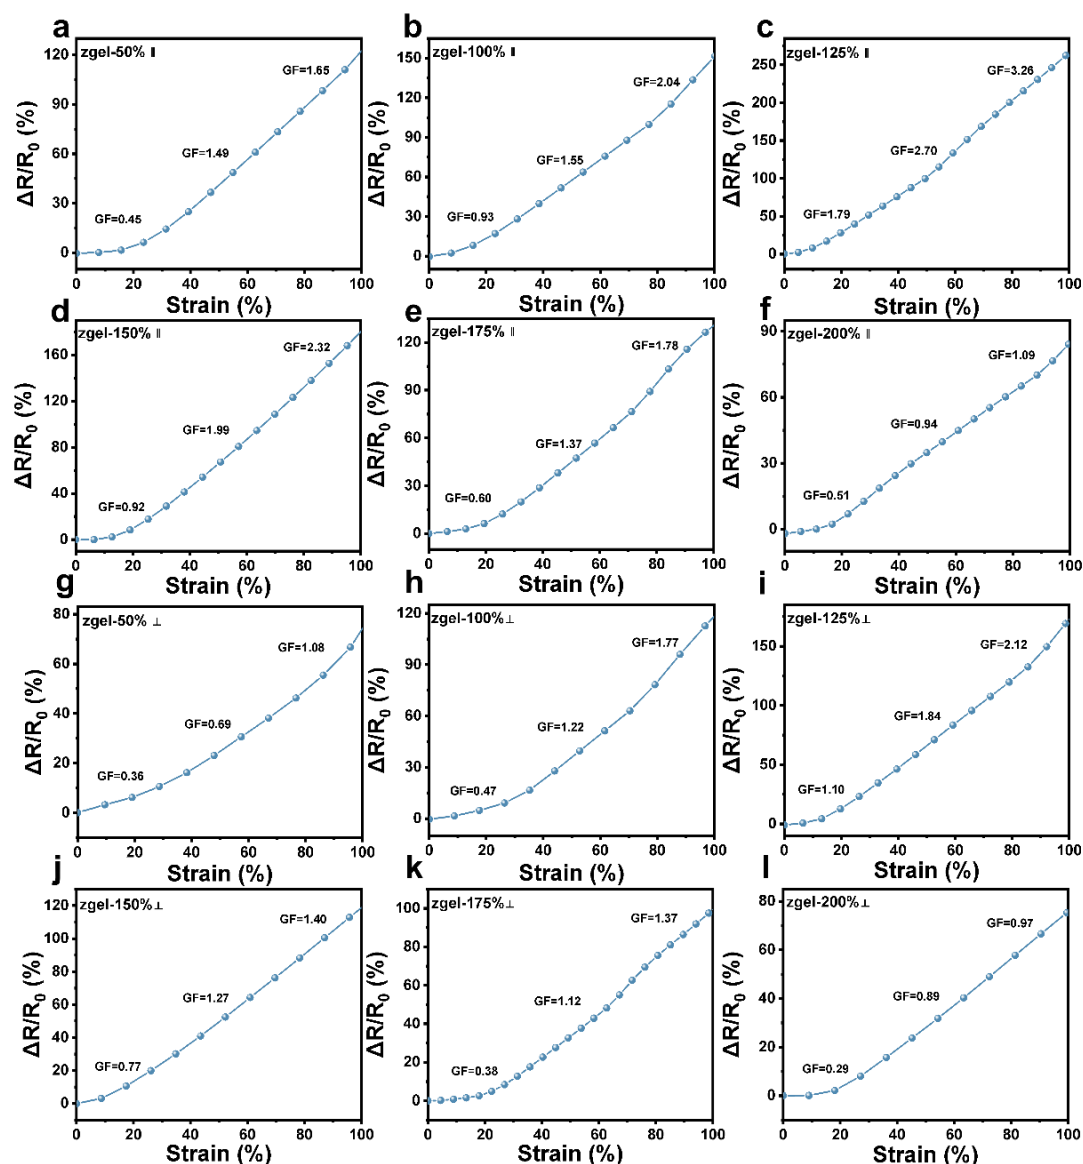 a
zgel-50% ∥
GF=0.45
GF=1.49
GF=1.65
ΔR/R₀ (%)
0
30
60
90
120
0 20 40 60 80 100
Strain (%)
b
zgel-100% ∥
GF=0.93
GF=1.55
GF=2.04
ΔR/R₀ (%)
0
30
60
90
120
150
0 20 40 60 80 100
Strain (%)
c
zgel-125% ∥
GF=1.79
GF=2.70
GF=3.26
ΔR/R₀ (%)
0
50
100
150
200
250
0 20 40 60 80 100
Strain (%)
d
zgel-150% ∥
GF=0.92
GF=1.99
GF=2.32
ΔR/R₀ (%)
0
40
80
120
160
0 20 40 60 80 100
Strain (%)
e
zgel-175% ∥
GF=0.60
GF=1.37
GF=1.78
ΔR/R₀ (%)
0
30
60
90
120
0 20 40 60 80 100
Strain (%)
f
zgel-200% ∥
GF=0.51
GF=0.94
GF=1.09
ΔR/R₀ (%)
0
30
60
90
0 20 40 60 80 100
Strain (%)
g
zgel-50% ⊥
GF=0.36
GF=0.69
GF=1.08
ΔR/R₀ (%)
0
20
40
60
80
0 20 40 60 80 100
Strain (%)
h
zgel-100%⊥
GF=0.47
GF=1.22
GF=1.77
ΔR/R₀ (%)
0
30
60
90
120
0 20 40 60 80 100
Strain (%)
i
zgel-125%⊥
GF=1.10
GF=1.84
GF=2.12
ΔR/R₀ (%)
0
50
100
150
0 20 40 60 80 100
Strain (%)
j
zgel-150%⊥
GF=0.77
GF=1.27
GF=1.40
ΔR/R₀ (%)
0
20
40
60
80
100
120
0 20 40 60 80 100
Strain (%)
k
zgel-175%⊥
GF=0.38
GF=1.12
GF=1.37
ΔR/R₀ (%)
0
20
40
60
80
100
0 20 40 60 80 100
Strain (%)
l
zgel-200%⊥
GF=0.29
GF=0.89
GF=0.97
ΔR/R₀ (%)
0
20
40
60
80
0 20 40 60 80 100
Strain (%)